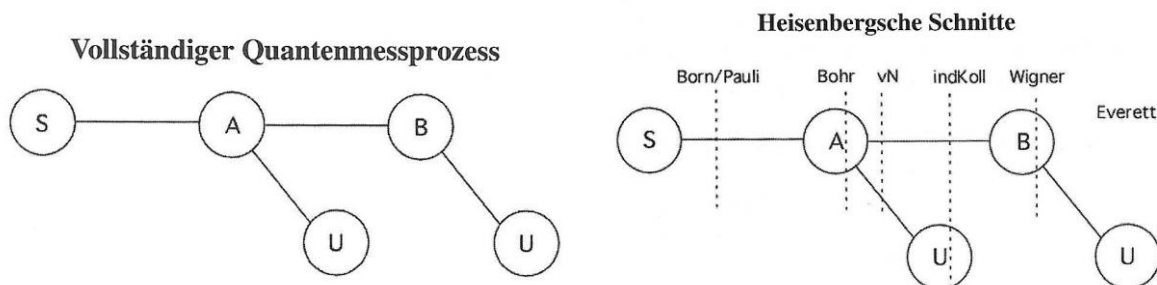 Vollständiger Quantenmessprozess
S A B
U U
Heisenbergsche Schnitte
Born/Pauli Bohr vN indKoll Wigner
Everett
S A B
U U